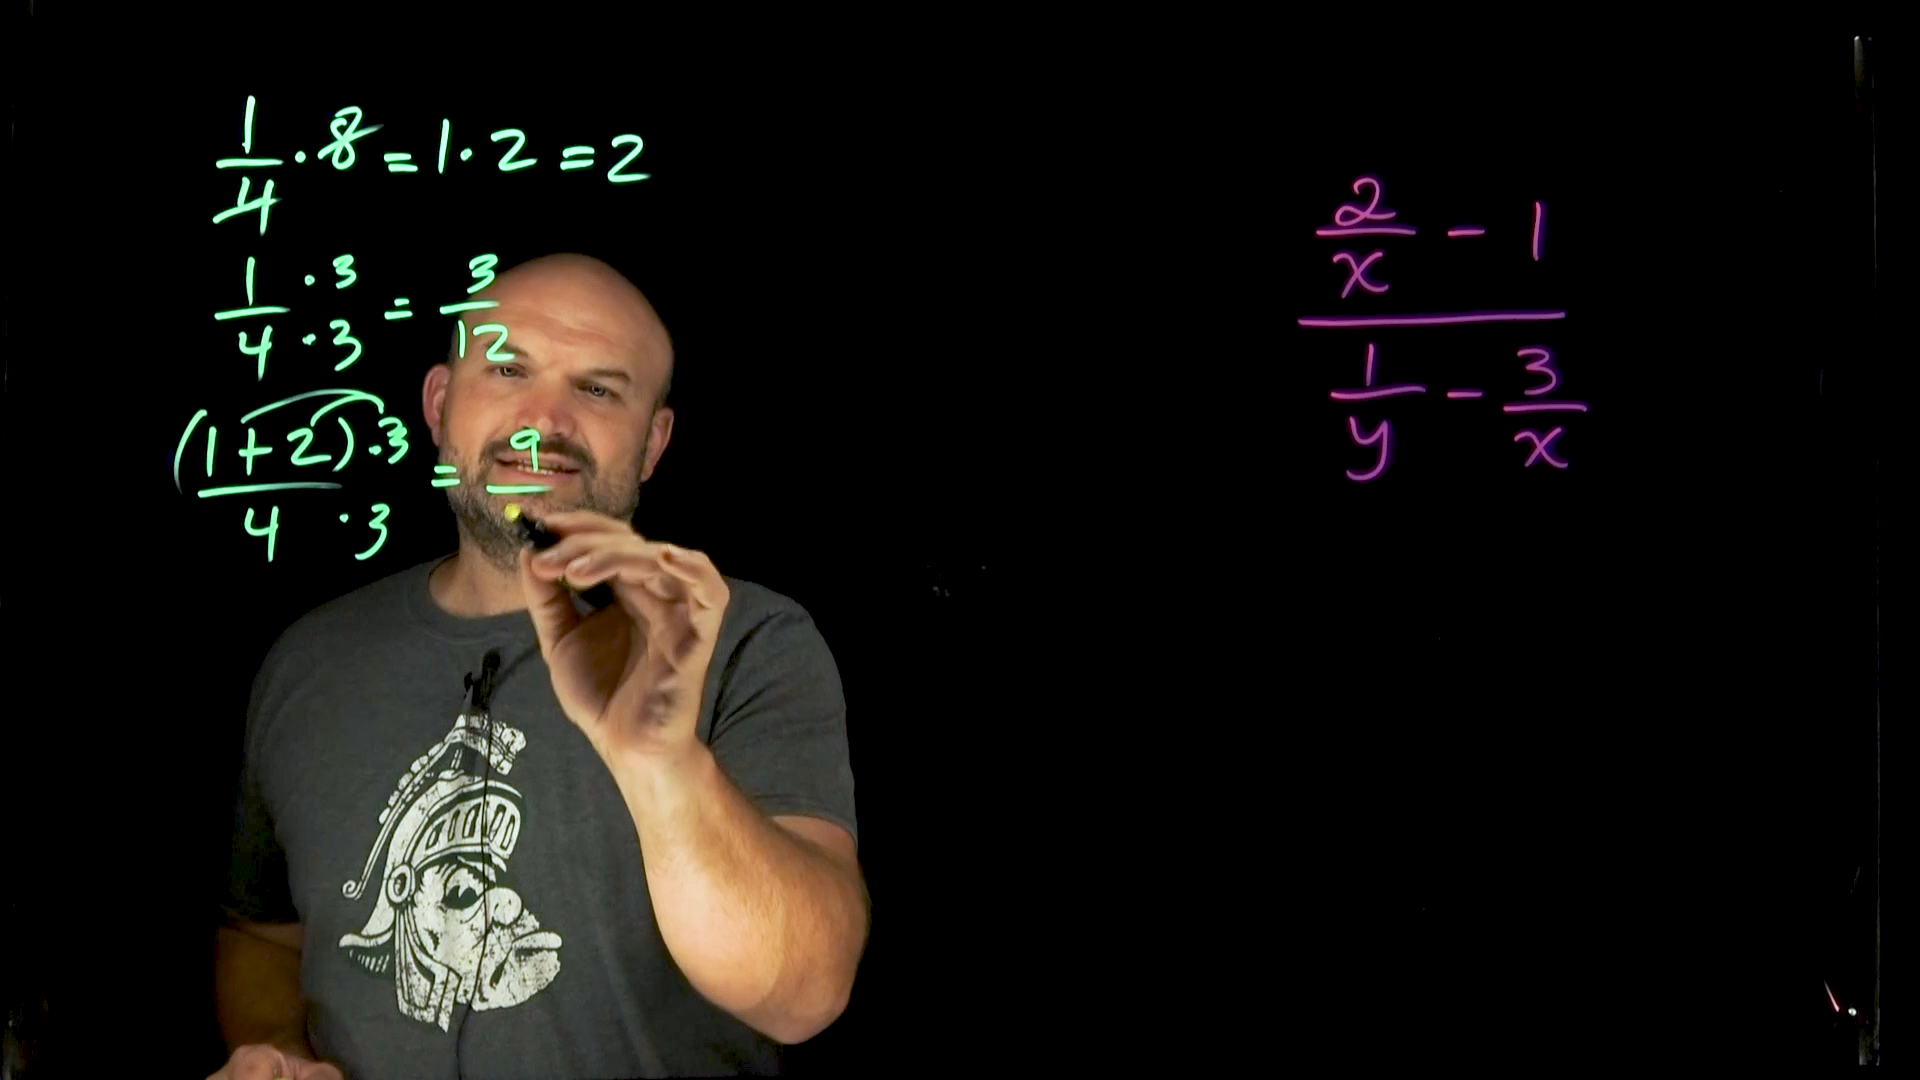 1/4 · 8 = 1 · 2 = 2
1/4 · 3/· 3 = 3/12
(1+2) · 3/4 · 3 = 9/
2/x - 1
1/y - 3/x